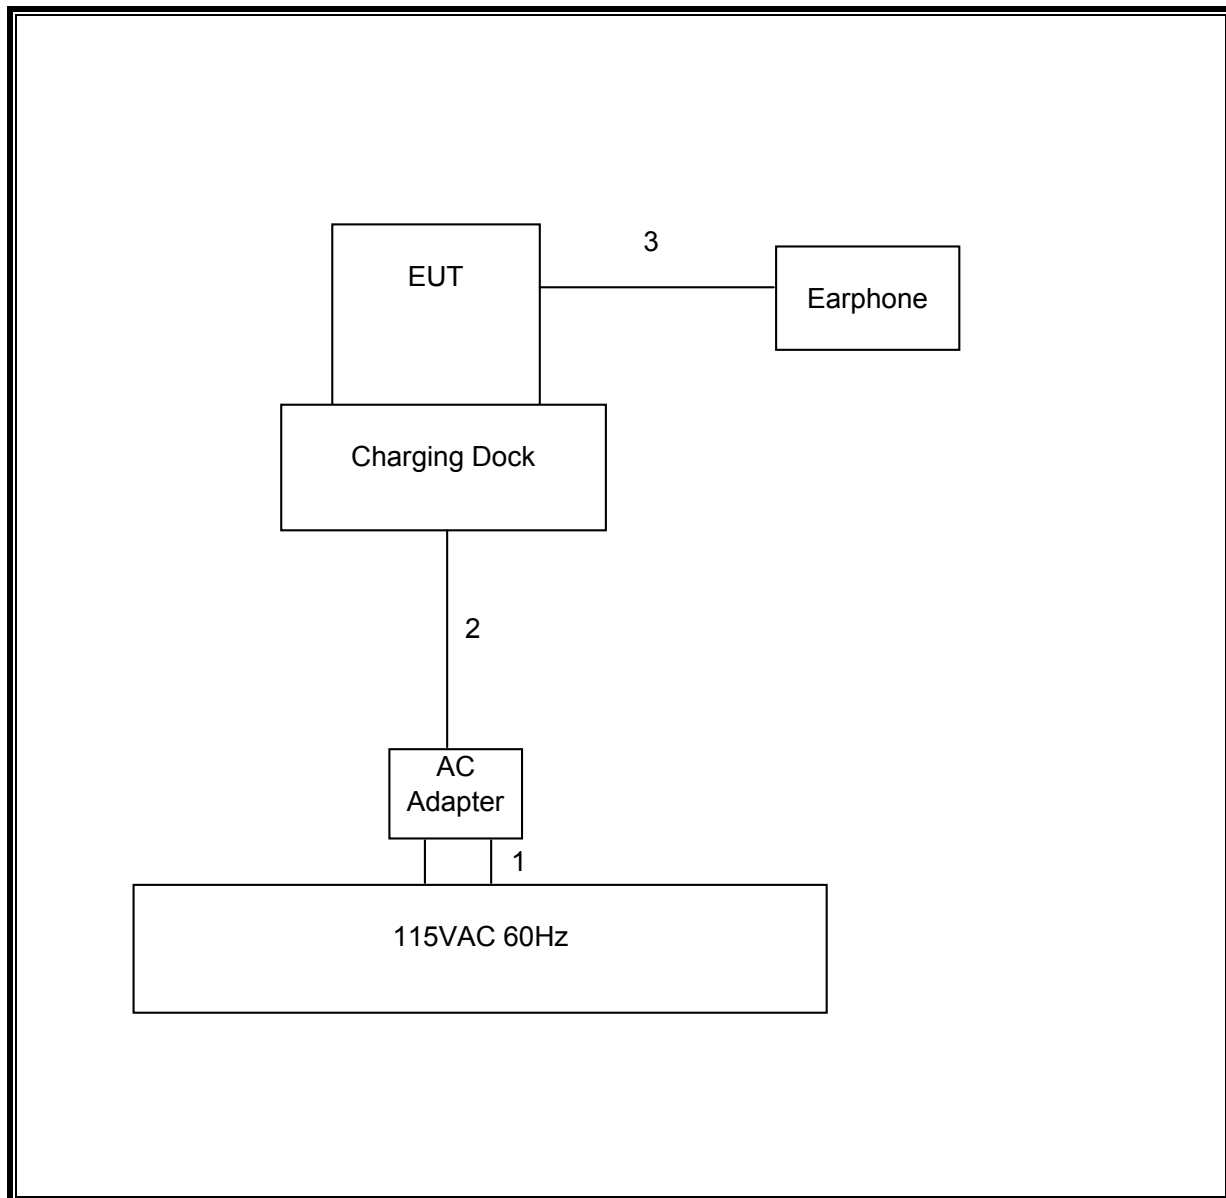 3
EUT
Earphone
Charging Dock
2
AC
Adapter
1
115VAC 60Hz